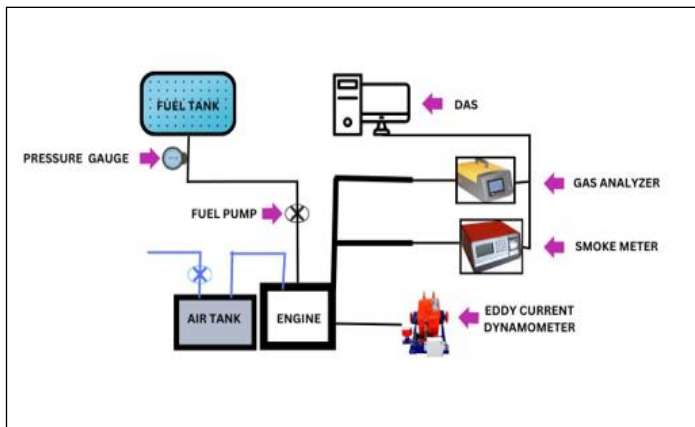 FUEL TANK
DAS
PRESSURE GAUGE
GAS ANALYZER
FUEL PUMP
SMOKE METER
AIR TANK
ENGINE
EDDY CURRENT
DYNAMOMETER